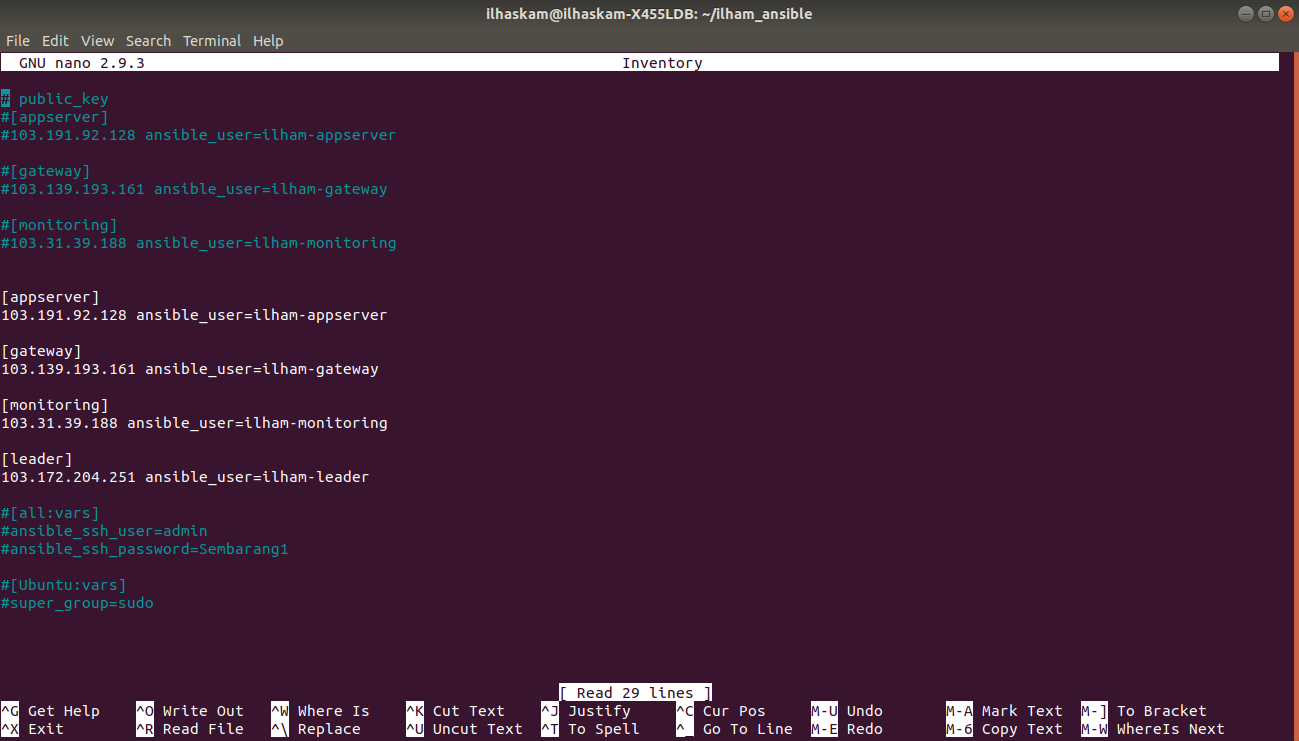 ilhaskam@ilhaskam-X455LDB: ~/ilham_ansible
File Edit View Search Terminal Help
GNU nano 2.9.3 Inventory
# public_key
#[appserver]
#103.191.92.128 ansible_user=ilham-appserver
#[gateway]
#103.139.193.161 ansible_user=ilham-gateway
#[monitoring]
#103.31.39.188 ansible_user=ilham-monitoring
[appserver]
103.191.92.128 ansible_user=ilham-appserver
[gateway]
103.139.193.161 ansible_user=ilham-gateway
[monitoring]
103.31.39.188 ansible_user=ilham-monitoring
[leader]
103.172.204.251 ansible_user=ilham-leader
#[all:vars]
#ansible_ssh_user=admin
#ansible_ssh_password=Sembarang1
#[Ubuntu:vars]
#super_group=sudo
[ Read 29 lines ]
^G Get Help ^O Write Out ^W Where Is ^K Cut Text ^J Justify ^C Cur Pos M-U Undo M-A Mark Text M-] To Bracket
^X Exit ^R Read File ^\ Replace ^U Uncut Text ^T To Spell ^_ Go To Line M-E Redo M-6 Copy Text M-W WhereIs Next